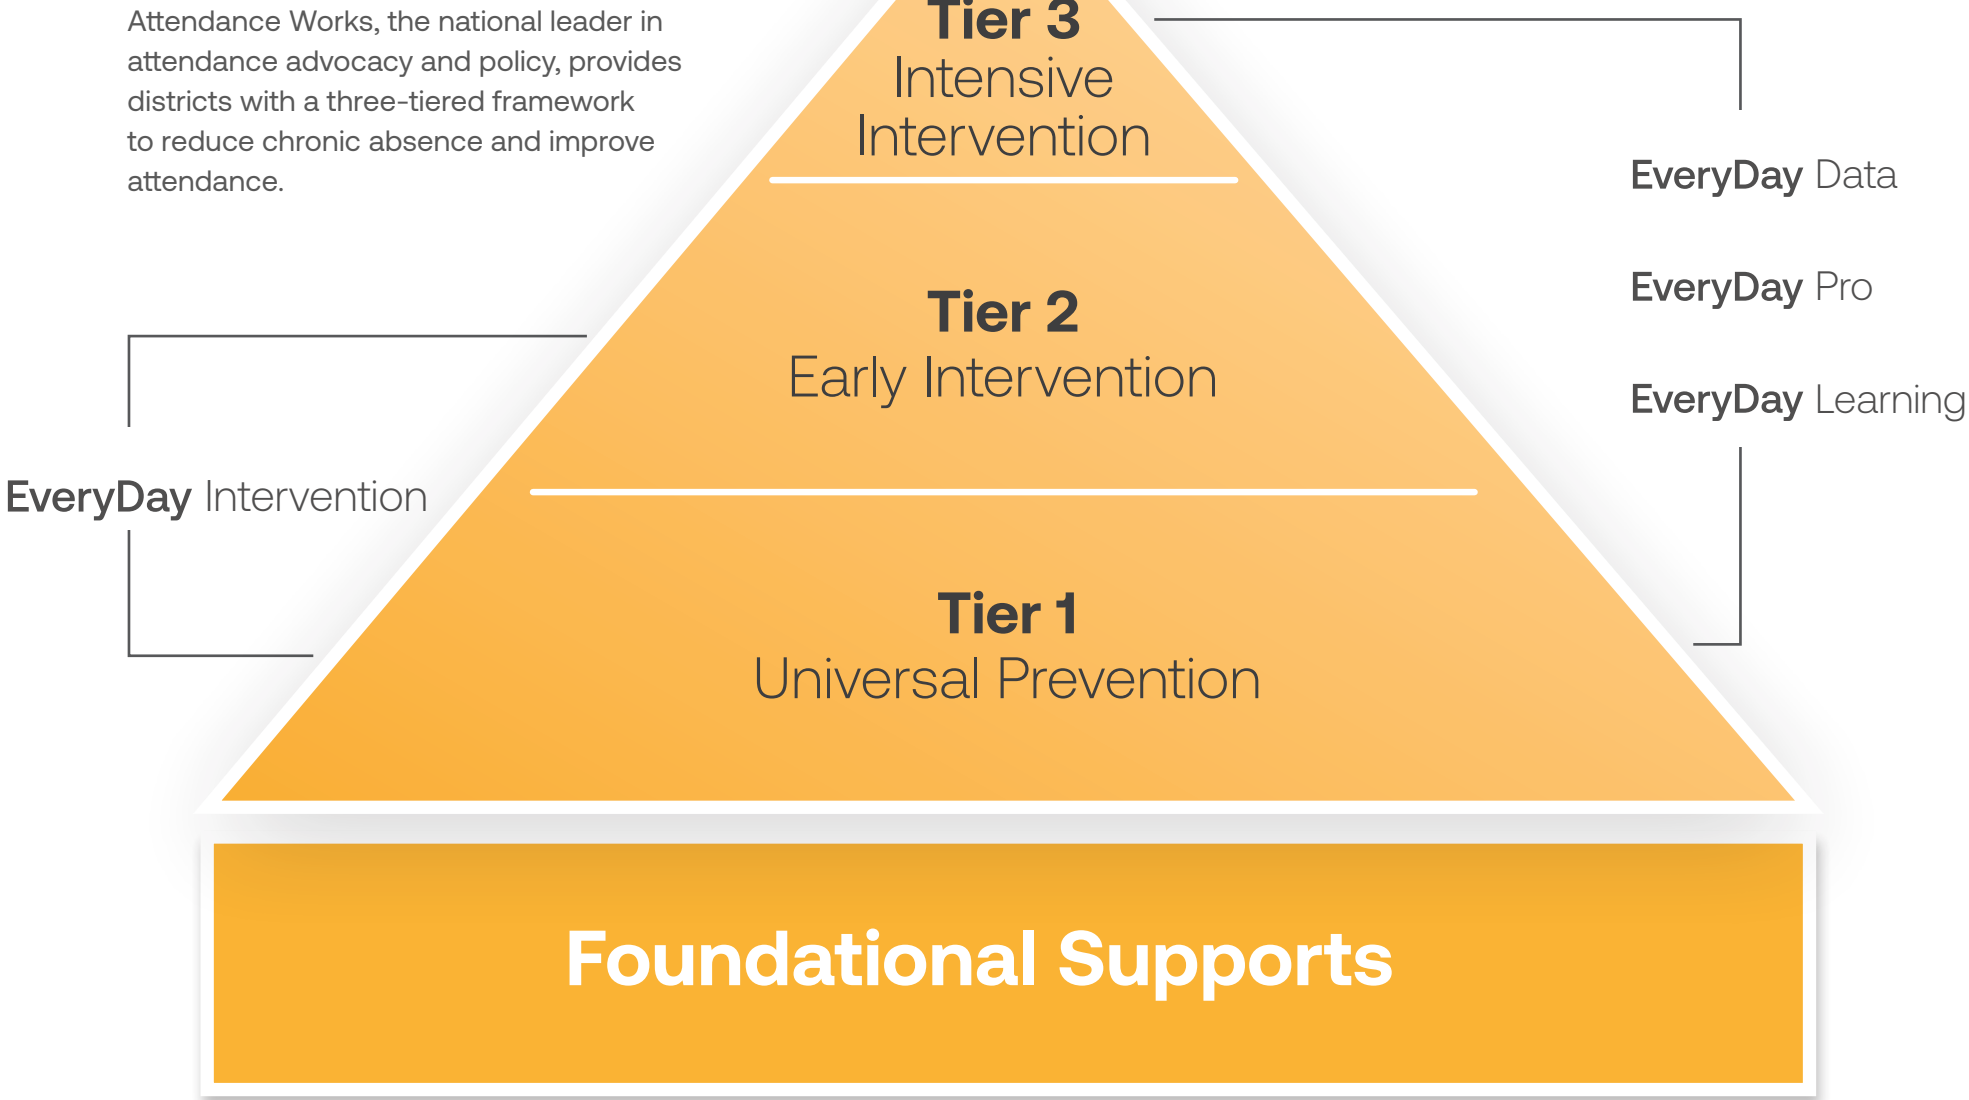 Attendance Works, the national leader in
attendance advocacy and policy, provides
districts with a three-tiered framework
to reduce chronic absence and improve
attendance.
Tier 3
Intensive
Intervention
Tier 2
Early Intervention
Tier 1
Universal Prevention
EveryDay Intervention
EveryDay Data
EveryDay Pro
EveryDay Learning
Foundational Supports